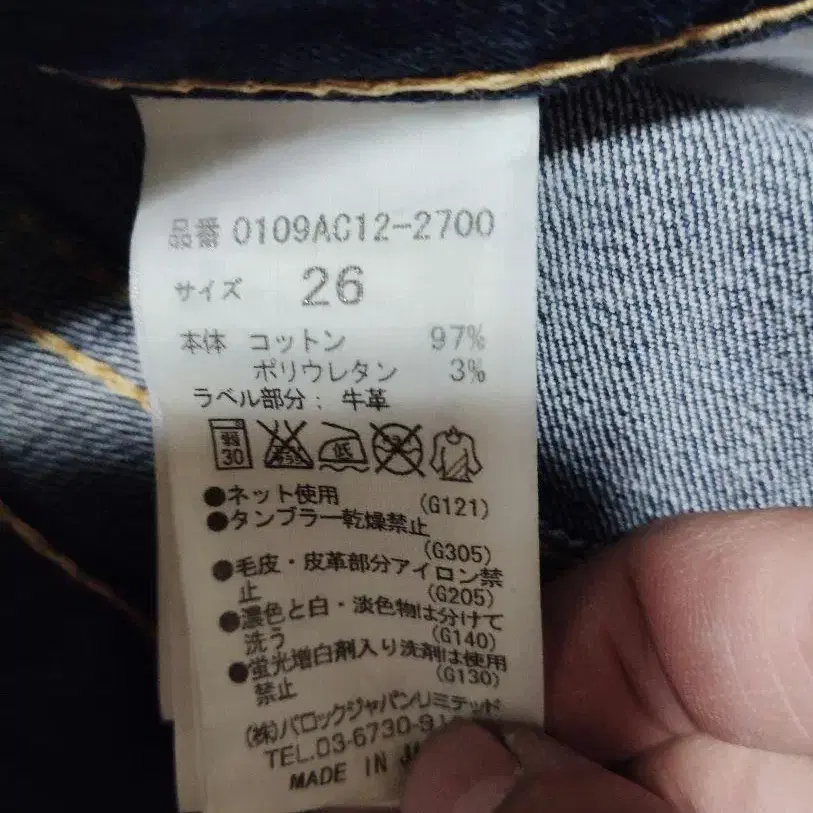 品番 0109AC12-2700
サイズ 26
本体 コットン 97%
ポリウレタン 3%
ラベル部分: 牛革
弱 30 低
●ネット使用 (G121)
●タンブラー乾燥禁止
(G305)
●毛皮・皮革部分アイロン禁
止 (G205)
●濃色と白・淡色物は分けて
洗う (G140)
●蛍光増白剤入り洗剤は使用
禁止 (G130)
(株)バロックジャパンリミテッド
TEL.03-6730-91
MADE IN